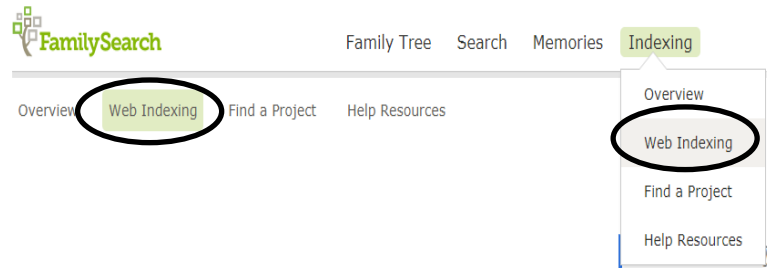 FamilySearch
Family Tree Search Memories Indexing
Overview Web Indexing Find a Project Help Resources
Overview
Web Indexing
Find a Project
Help Resources